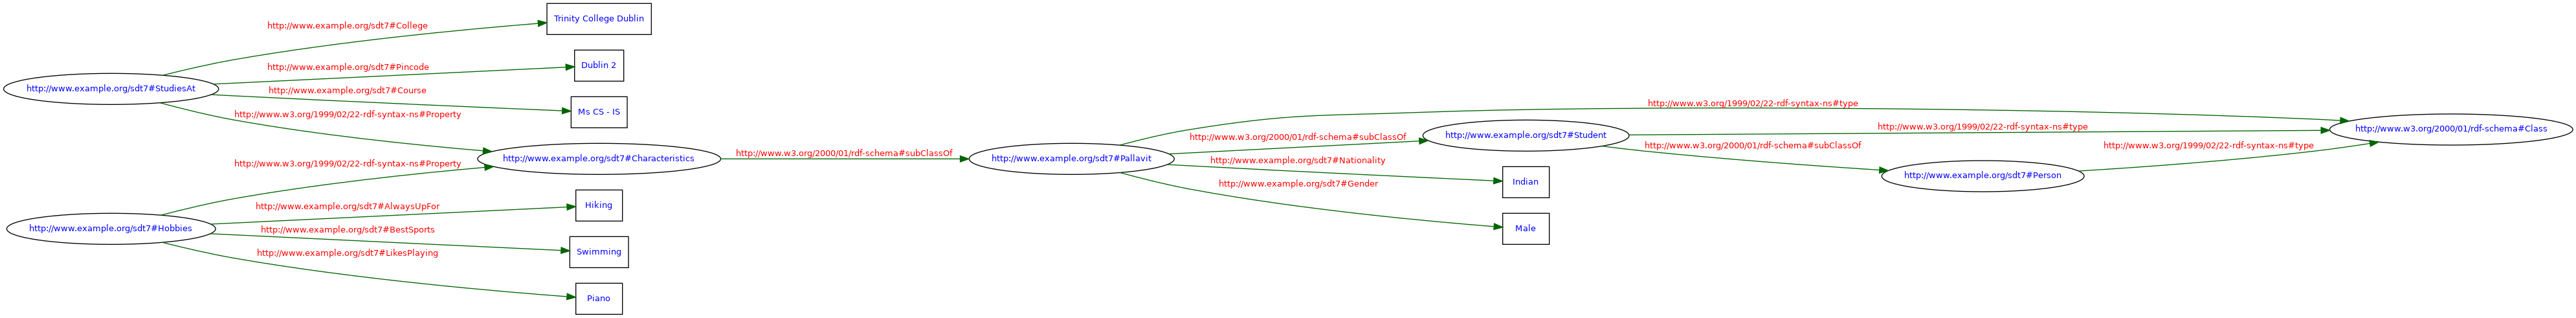 http://www.example.org/sdt7#College
Trinity College Dublin
http://www.example.org/sdt7#Pincode
Dublin 2
http://www.example.org/sdt7#StudiesAt
http://www.example.org/sdt7#Course
Ms CS - IS
http://www.w3.org/1999/02/22-rdf-syntax-ns#Property
http://www.w3.org/1999/02/22-rdf-syntax-ns#Property
http://www.example.org/sdt7#Characteristics
http://www.example.org/sdt7#AlwaysUpFor
Hiking
http://www.example.org/sdt7#Hobbies
http://www.example.org/sdt7#BestSports
Swimming
http://www.example.org/sdt7#LikesPlaying
Piano
http://www.w3.org/2000/01/rdf-schema#subClassOf
http://www.example.org/sdt7#Pallavit
http://www.w3.org/1999/02/22-rdf-syntax-ns#type
http://www.w3.org/2000/01/rdf-schema#subClassOf
http://www.example.org/sdt7#Student
http://www.example.org/sdt7#Nationality
Indian
http://www.example.org/sdt7#Gender
Male
http://www.w3.org/1999/02/22-rdf-syntax-ns#type
http://www.w3.org/2000/01/rdf-schema#Class
http://www.w3.org/2000/01/rdf-schema#subClassOf
http://www.example.org/sdt7#Person
http://www.w3.org/1999/02/22-rdf-syntax-ns#type